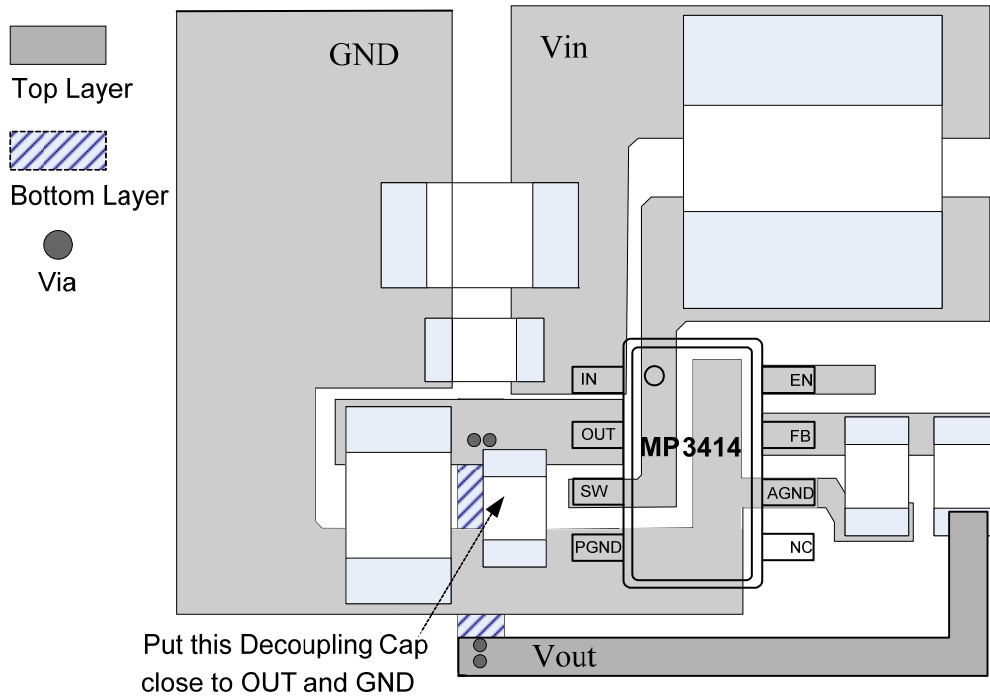 GND
Vin
Top Layer
Bottom Layer
Via
IN
EN
OUT
MP3414
FB
SW
AGND
PGND
NC
Put this Decoupling Cap
close to OUT and GND
Vout